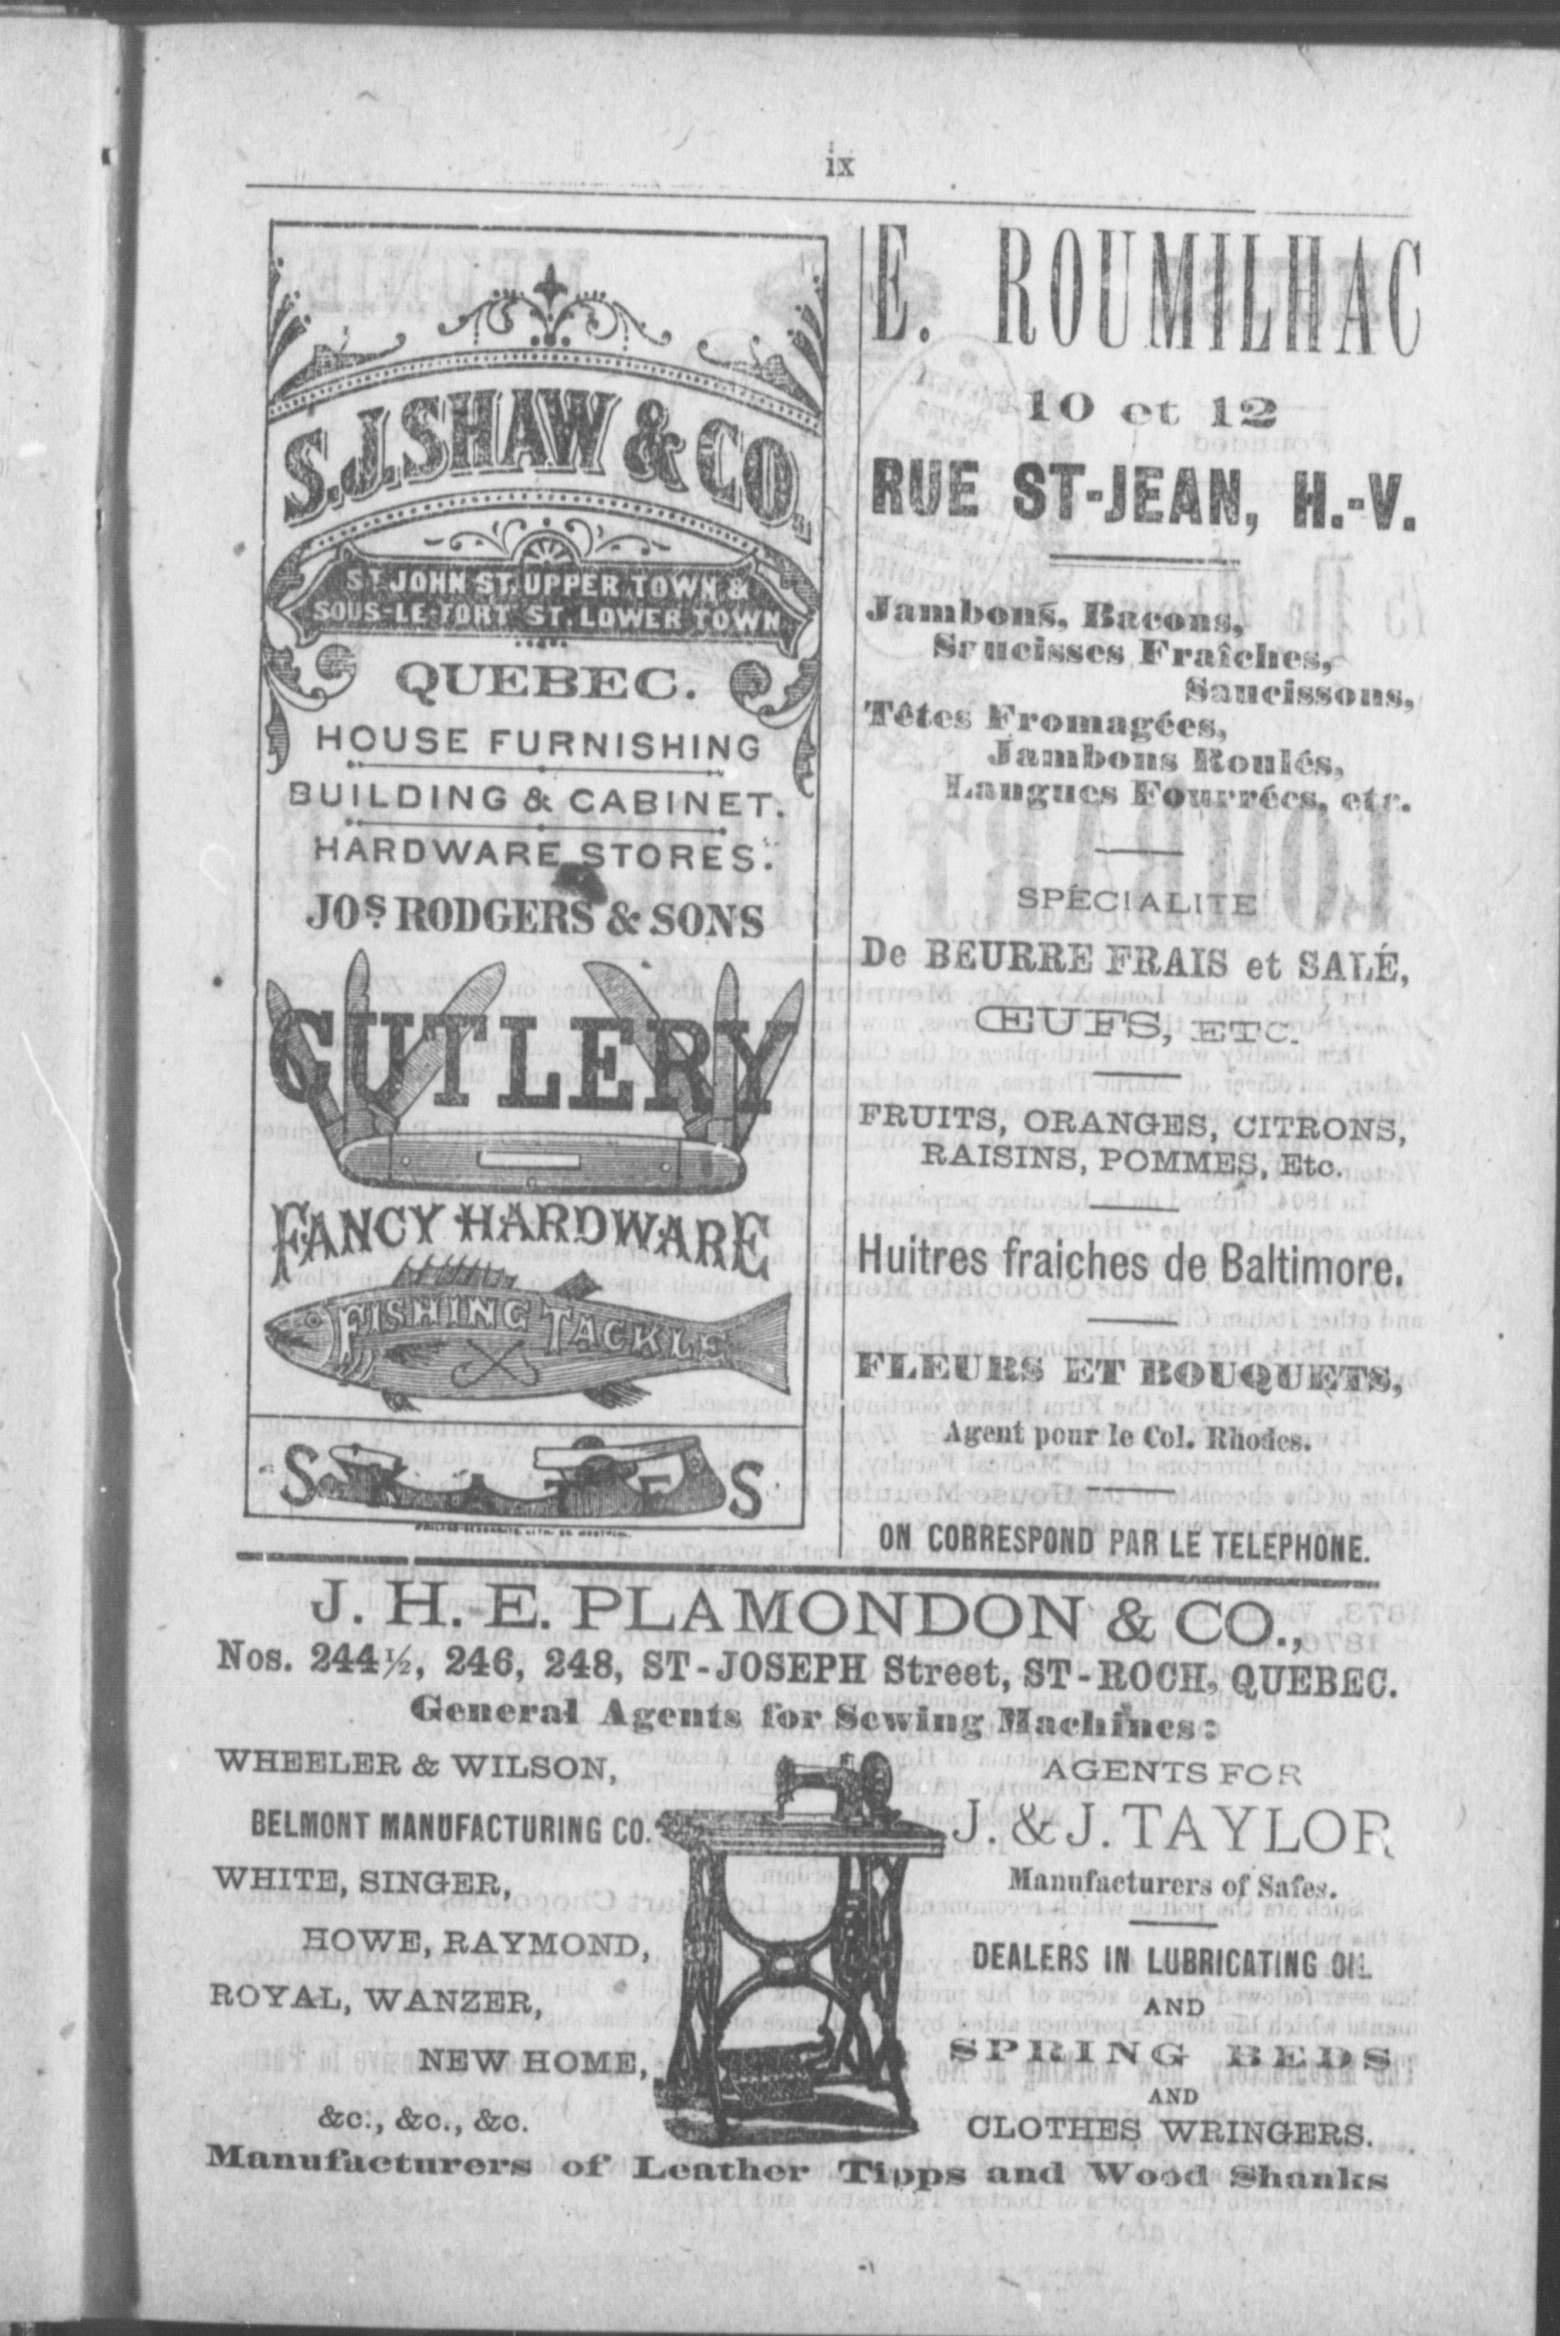 ix
S. J. SHAW & CO.,
ST. JOHN ST. UPPER TOWN &
SOUS-LE-FORT ST. LOWER TOWN
QUEBEC.
HOUSE FURNISHING
BUILDING & CABINET.
HARDWARE STORES.
JOS. RODGERS & SONS
CUTLERY
FANCY HARDWARE
FISHING TACKLE
SKATES
E. ROUMILHAC
10 et 12
RUE ST-JEAN, H.-V.
Jambons, Bacons,
Saucisses Fraîches,
Saucissons,
Têtes Fromagées,
Jambons Roulés,
Langues Fourrées, etc.
SPÉCIALITE
De BEURRE FRAIS et SALÉ,
ŒUFS, ETC.
FRUITS, ORANGES, CITRONS,
RAISINS, POMMES, Etc.
Huitres fraiches de Baltimore.
FLEURS ET BOUQUETS,
Agent pour le Col. Rhodes.
ON CORRESPOND PAR LE TELEPHONE.
J. H. E. PLAMONDON & CO.,
Nos. 244½, 246, 248, ST-JOSEPH Street, ST-ROCH, QUEBEC.
General Agents for Sewing Machines:
WHEELER & WILSON,
BELMONT MANUFACTURING CO.
WHITE, SINGER,
HOWE, RAYMOND,
ROYAL, WANZER,
NEW HOME,
&c., &c., &c.
AGENTS FOR
J. & J. TAYLOR
Manufacturers of Safes.
DEALERS IN LUBRICATING OIL
AND
SPRING BEDS
AND
CLOTHES WRINGERS.
Manufacturers of Leather Tipps and Wood Shanks